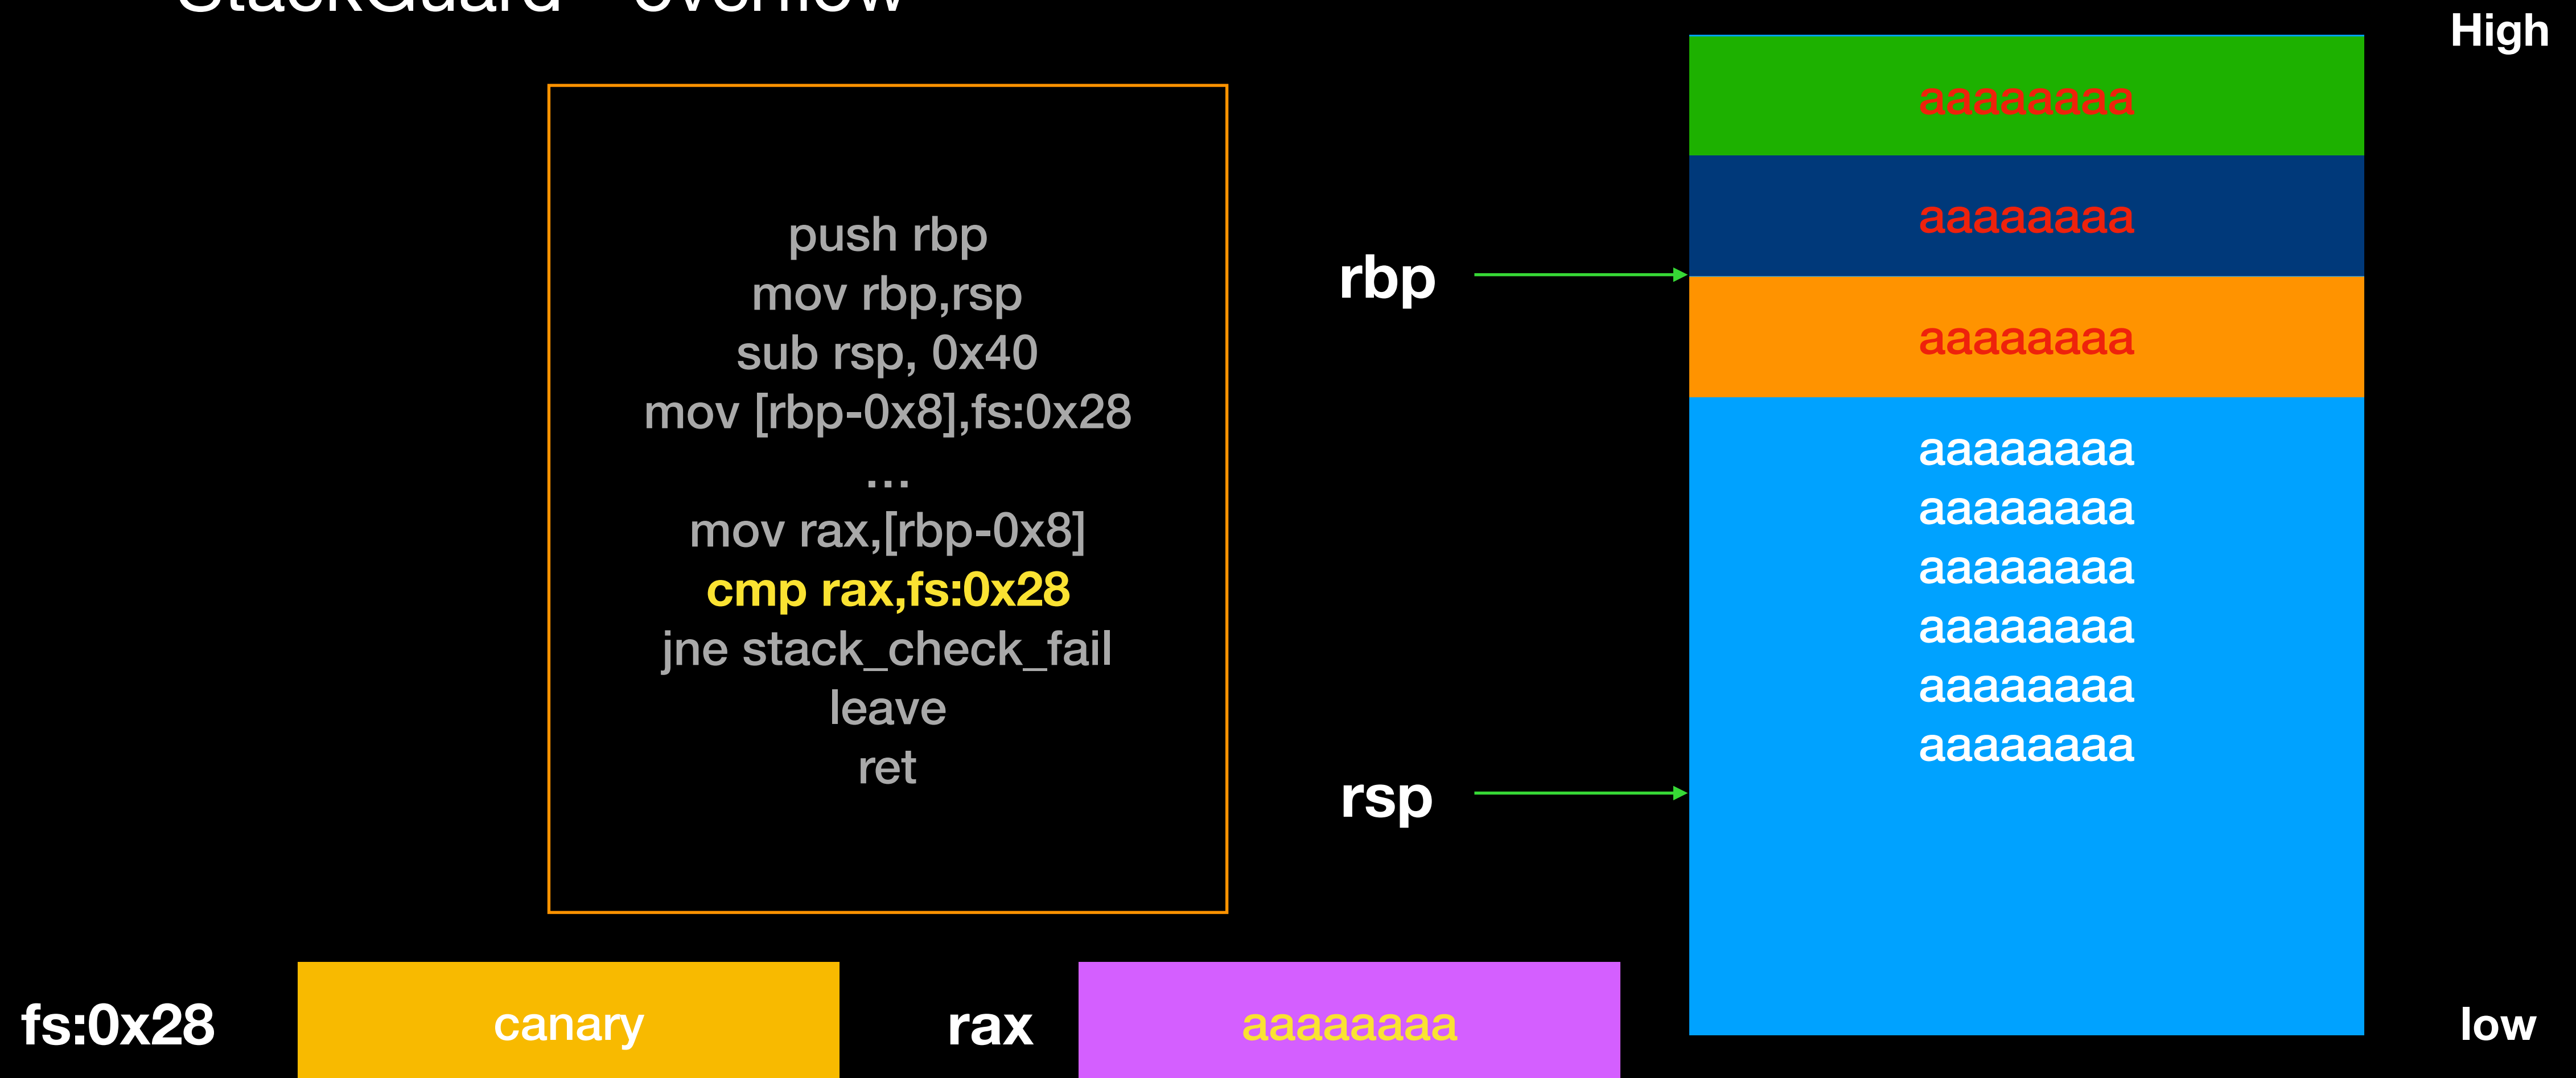 StackGuard - overflow
push rbp
mov rbp,rsp
sub rsp, 0x40
mov [rbp-0x8],fs:0x28
…
mov rax,[rbp-0x8]
cmp rax,fs:0x28
jne stack_check_fail
leave
ret
rbp
rsp
High
aaaaaaaa
aaaaaaaa
aaaaaaaa
aaaaaaaa
aaaaaaaa
aaaaaaaa
aaaaaaaa
aaaaaaaa
aaaaaaaa
low
fs:0x28
canary
rax
aaaaaaaa